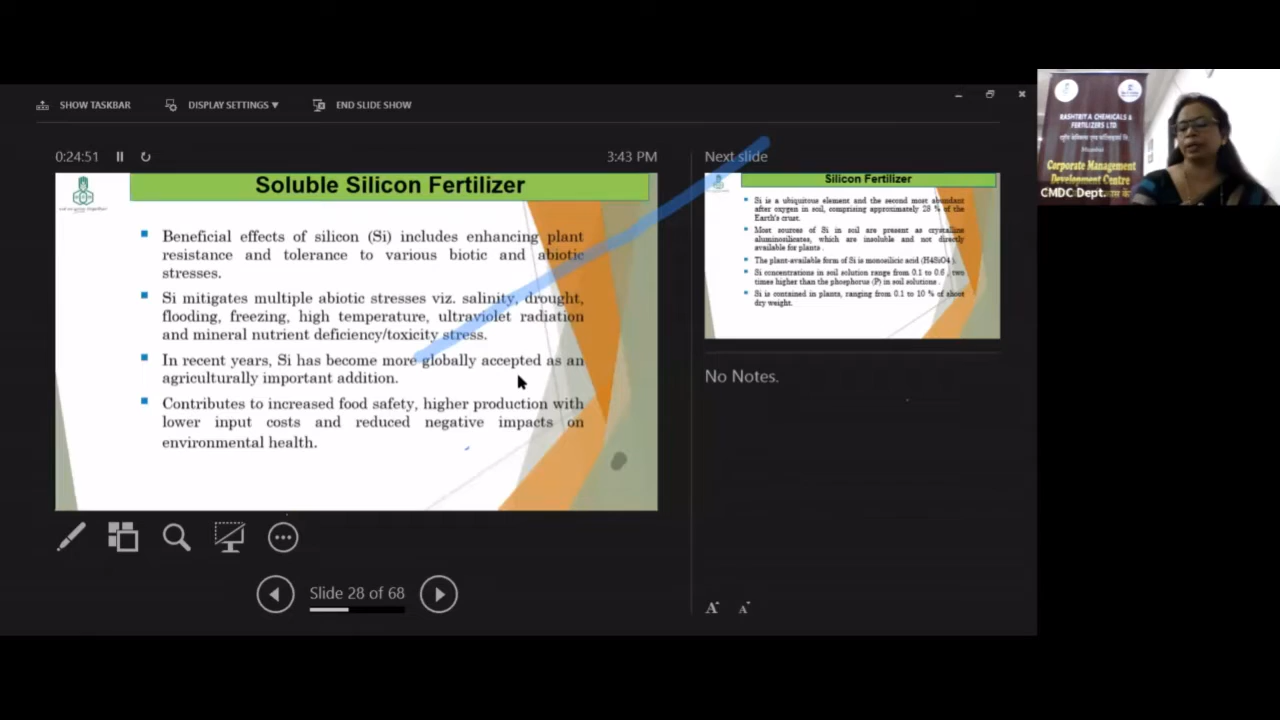 SHOW TASKBAR DISPLAY SETTINGS ▼ END SLIDE SHOW
0:24:51 3:43 PM
Soluble Silicon Fertilizer
Beneficial effects of silicon (Si) includes enhancing plant
resistance and tolerance to various biotic and abiotic
stresses.
Si mitigates multiple abiotic stresses viz. salinity, drought,
flooding, freezing, high temperature, ultraviolet radiation
and mineral nutrient deficiency/toxicity stress.
In recent years, Si has become more globally accepted as an
agriculturally important addition.
Contributes to increased food safety, higher production with
lower input costs and reduced negative impacts on
environmental health.
Slide 28 of 68
Next slide
Silicon Fertilizer
Si is a ubiquitous element and the second most abundant
after oxygen in soil, comprising approximately 28 % of the
Earth's crust.
Most sources of Si in soil are present as crystalline
aluminosilicates, which are insoluble and not directly
available for plants .
The plant-available form of Si is monosilicic acid (H4SiO4).
Si concentrations in soil solution range from 0.1 to 0.6 , two
times higher than the phosphorus (P) in soil solutions .
Si is contained in plants, ranging from 0.1 to 10 % of shoot
dry weight.
No Notes.
A A
RASHTRIYA CHEMICALS &
FERTILIZERS LTD
Mumbai
Corporate Management
Development Centre
CMDC Dept.